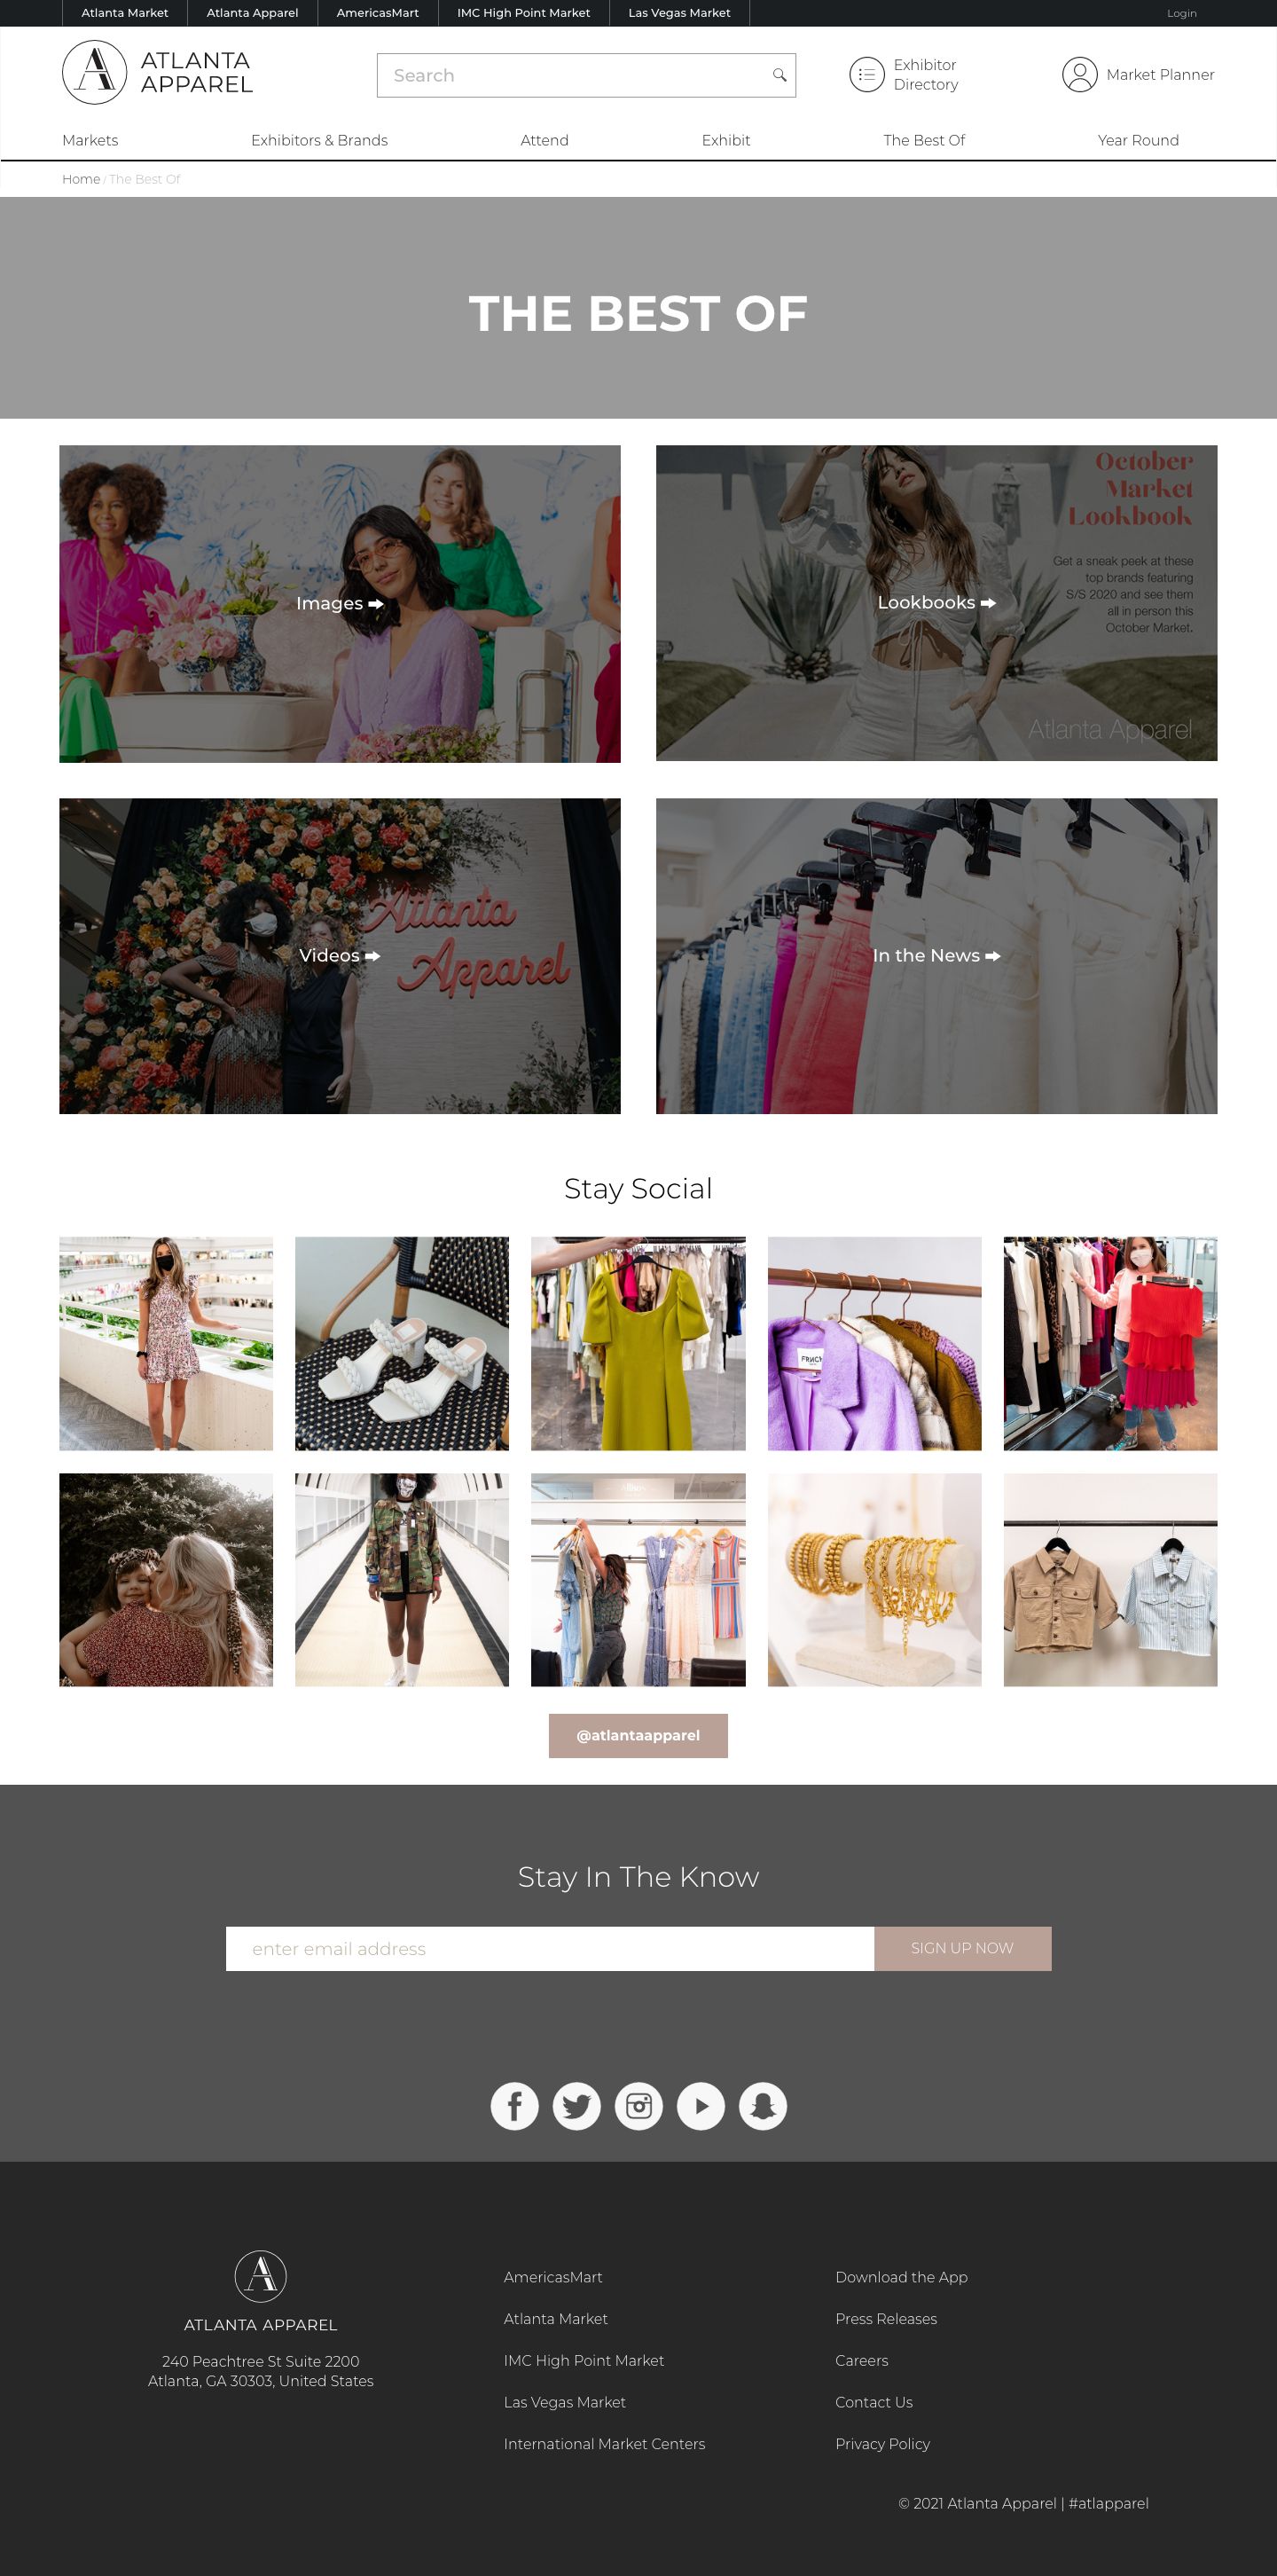 Atlanta Market
Atlanta Apparel
AmericasMart
IMC High Point Market
Las Vegas Market
Login
ATLANTA
APPAREL
Search
Exhibitor
Directory
Market Planner
Markets
Exhibitors & Brands
Attend
Exhibit
The Best Of
Year Round
Home / The Best Of
THE BEST OF
Images
October
Market
Lookbook
Get a sneak peek at these
top brands featuring
S/S 2020 and see them
all in person this
October Market.
Lookbooks
Atlanta Apparel
Atlanta
Apparel
Videos
In the News
Stay Social
FRNCH
@atlantaapparel
Stay In The Know
enter email address
SIGN UP NOW
A
ATLANTA APPAREL
240 Peachtree St Suite 2200
Atlanta, GA 30303, United States
AmericasMart
Atlanta Market
IMC High Point Market
Las Vegas Market
International Market Centers
Download the App
Press Releases
Careers
Contact Us
Privacy Policy
© 2021 Atlanta Apparel | #atlapparel